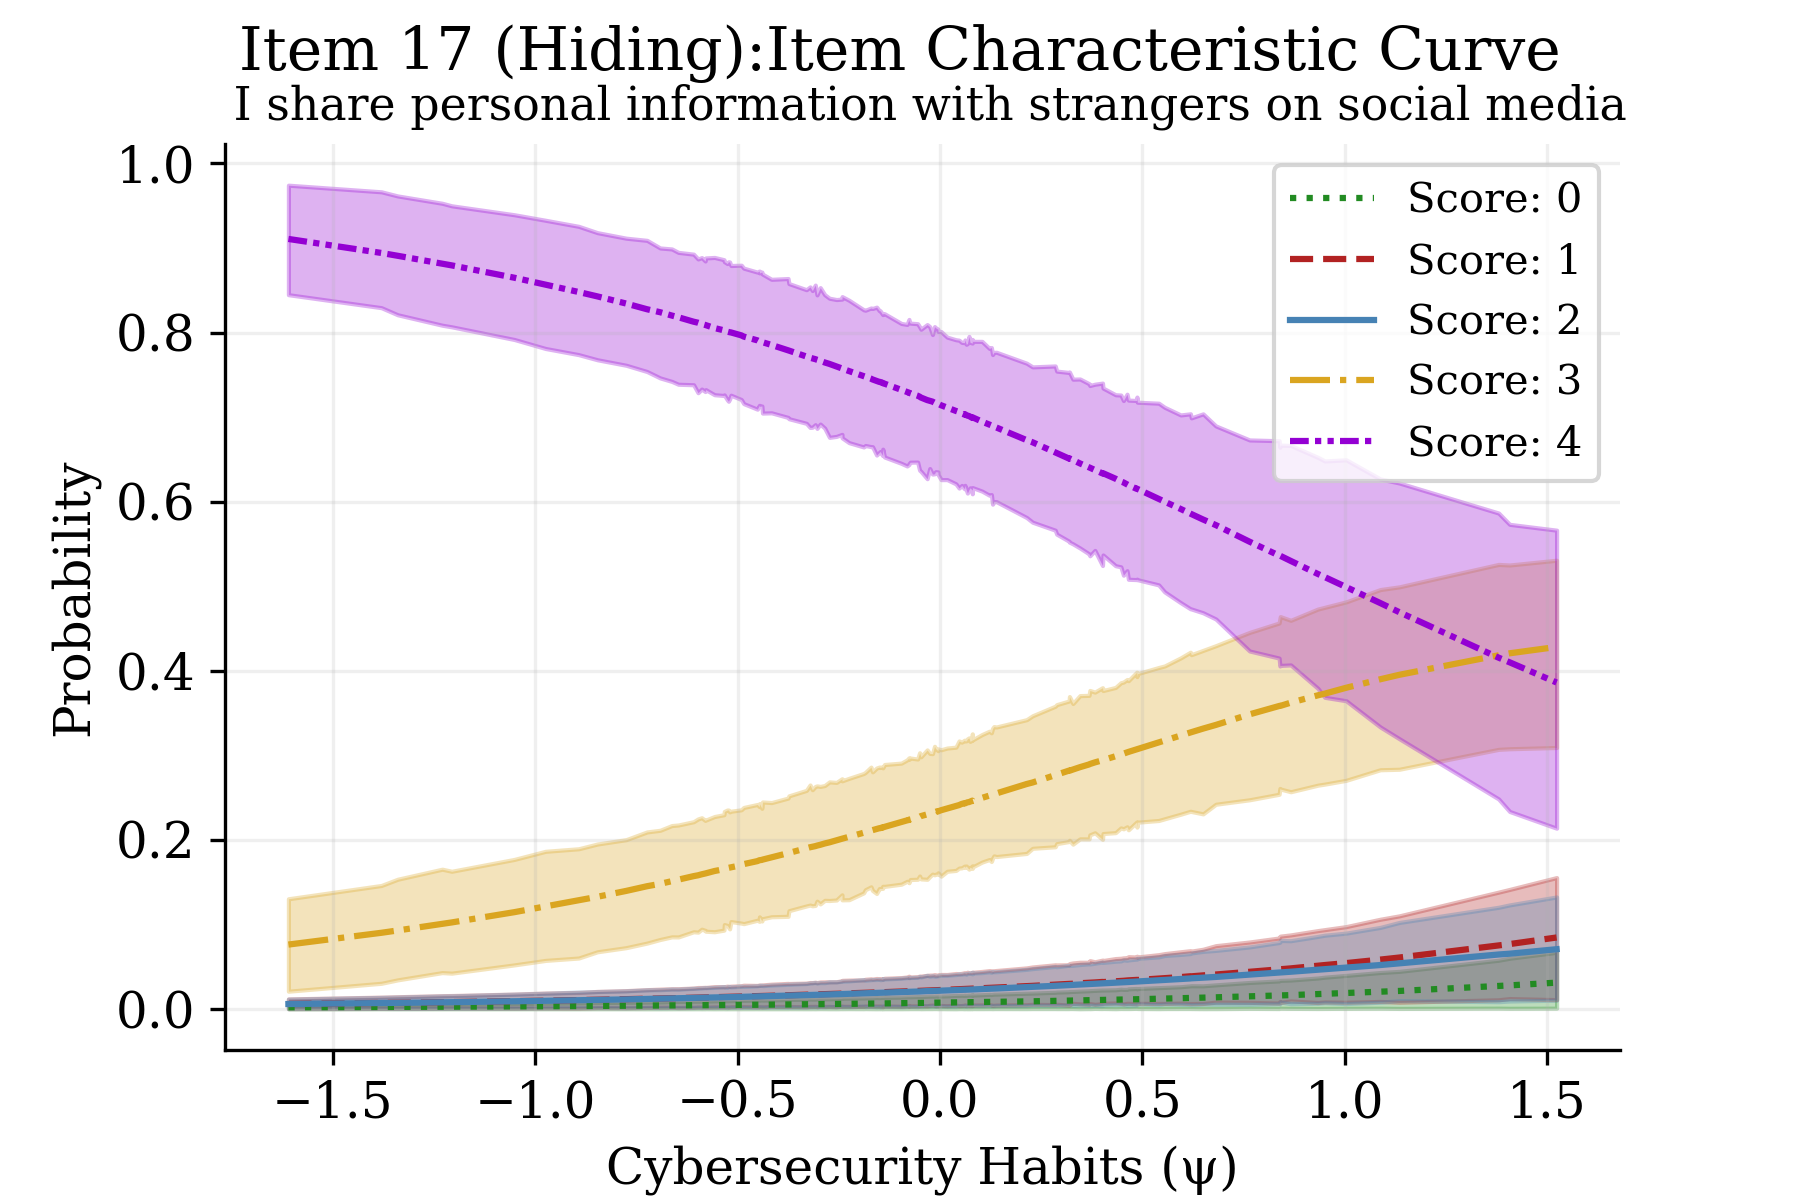 Item 17 (Hiding):Item Characteristic Curve
I share personal information with strangers on social media
1.0
0.8
0.6
0.4
0.2
0.0
Probability
Score: 0
Score: 1
Score: 2
Score: 3
Score: 4
−1.5
−1.0
−0.5
0.0
0.5
1.0
1.5
Cybersecurity Habits (ψ)